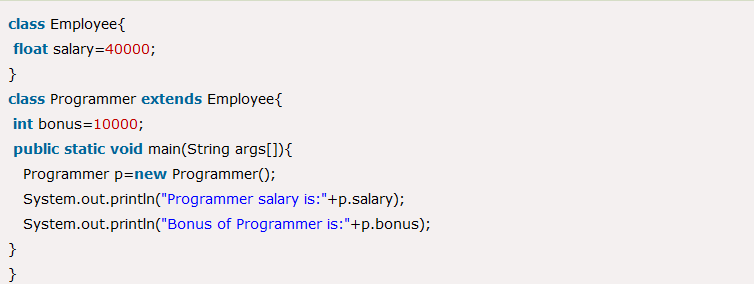 class Employee{
 float salary=40000;
}
class Programmer extends Employee{
 int bonus=10000;
 public static void main(String args[]){
   Programmer p=new Programmer();
   System.out.println("Programmer salary is:"+p.salary);
   System.out.println("Bonus of Programmer is:"+p.bonus);
}
}